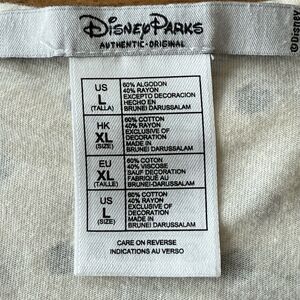 Disney PARKS
AUTHENTIC·ORIGINAL
©Disney
US
L
(TALLA)
60% ALGODON
40% RAYON
EXCEPTO DECORACION
HECHO EN
BRUNEI DARUSSALAM
HK
XL
(SIZE)
60% COTTON
40% RAYON
EXCLUSIVE OF
DECORATION
MADE IN
BRUNEI DARUSSALAM
EU
XL
(TAILLE)
60% COTON
40% VISCOSE
SAUF DECORATION
FABRIQUE AU
BRUNEI DARUSSALAM
US
L
(SIZE)
60% COTTON
40% RAYON
EXCLUSIVE OF
DECORATION
MADE IN
BRUNEI DARUSSALAM
CARE ON REVERSE
INDICATIONS AU VERSO